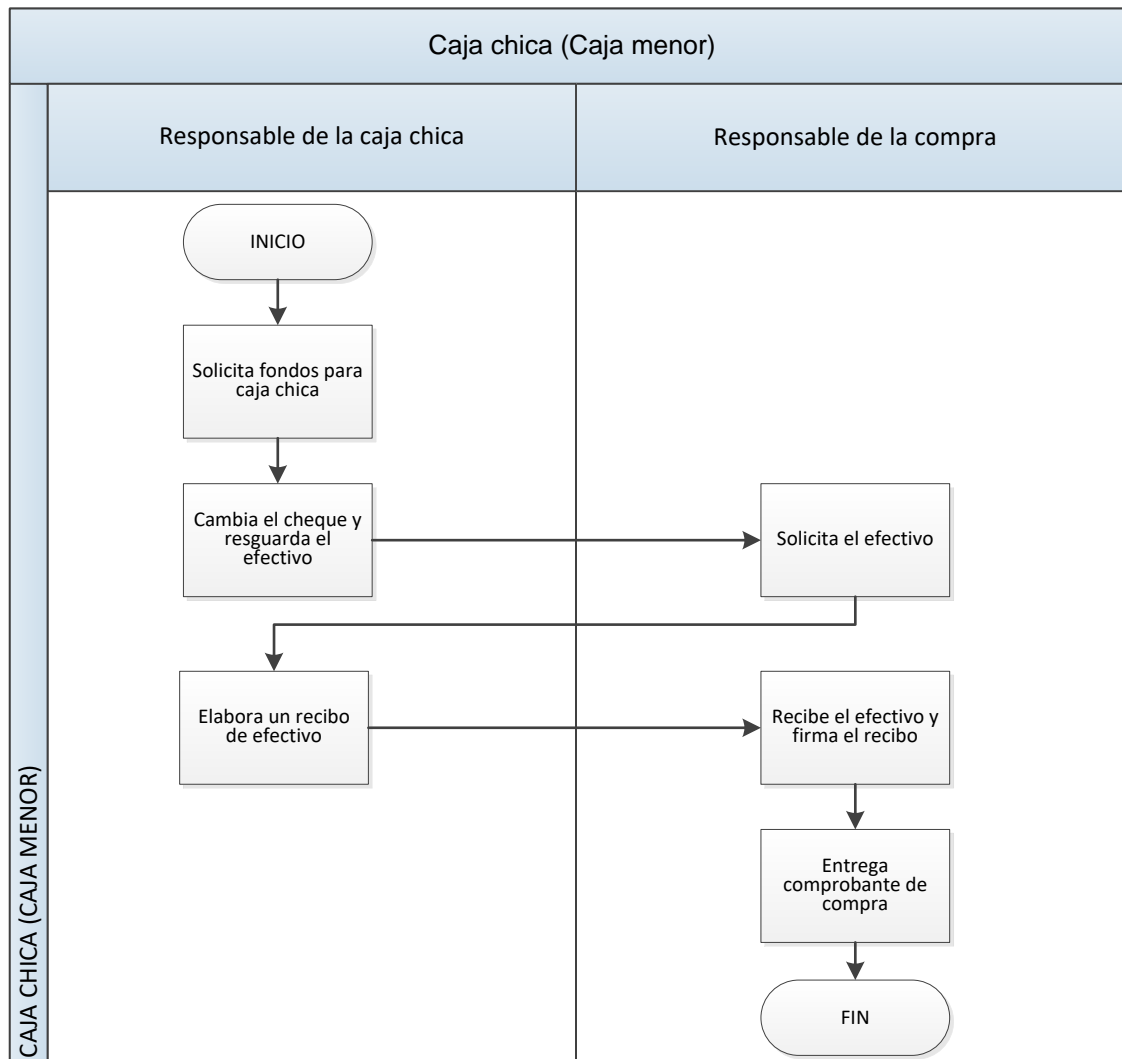 Caja chica (Caja menor)
Responsable de la caja chica
Responsable de la compra
CAJA CHICA (CAJA MENOR)
INICIO
Solicita fondos para
caja chica
Cambia el cheque y
resguarda el
efectivo
Solicita el efectivo
Elabora un recibo
de efectivo
Recibe el efectivo y
firma el recibo
Entrega
comprobante de
compra
FIN